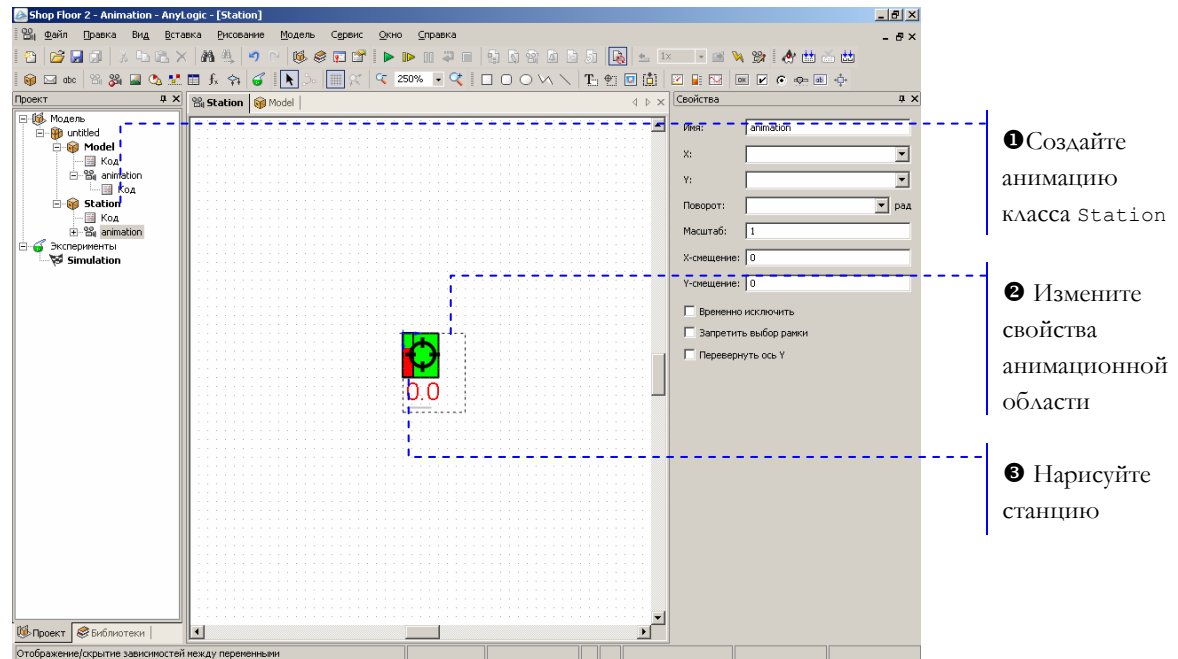 Shop Floor 2 - Animation - AnyLogic - [Station]
Файл Правка Вид Вставка Рисование Модель Сервис Окно Справка
1x
abc 250%
Проект
Station Model
Свойства
Модель
untitled
Model
Код
animation
Код
Station
Код
animation
Эксперименты
Simulation
0.0
Имя: animation
X:
Y:
Поворот: рад
Масштаб: 1
X-смещение: 0
Y-смещение: 0
Временно исключить
Запретить выбор рамки
Перевернуть ось Y
❶Создайте
анимацию
класса Station
❷ Измените
свойства
анимационной
области
❸ Нарисуйте
станцию
Проект Библиотеки
Отображение/скрытие зависимостей между переменными